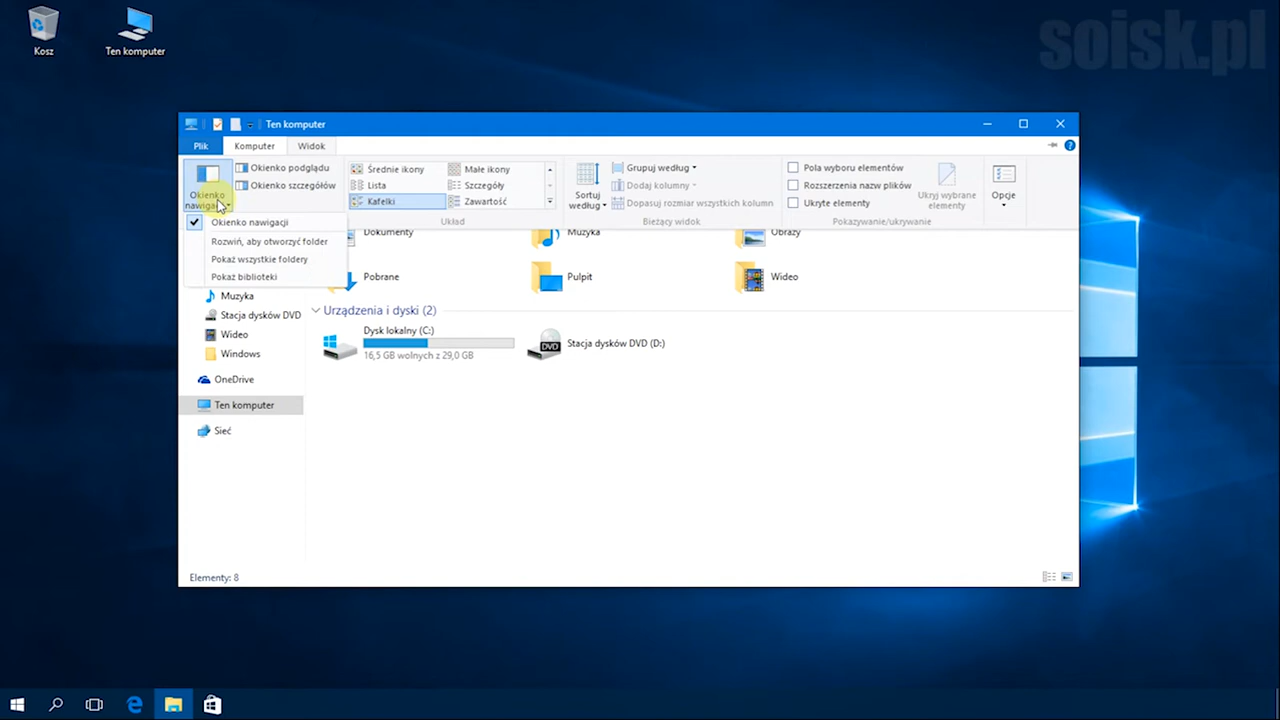 soisk.pl
Kosz
Ten komputer
Ten komputer
Plik
Komputer
Widok
Okienko
nawigacji
Okienko podglądu
Okienko szczegółów
Średnie ikony
Małe ikony
Lista
Szczegóły
Kafelki
Zawartość
Układ
Sortuj
według
Grupuj według
Dodaj kolumny
Dopasuj rozmiar wszystkich kolumn
Bieżący widok
Pola wyboru elementów
Rozszerzenia nazw plików
Ukryte elementy
Ukryj wybrane
elementy
Pokazywanie/ukrywanie
Opcje
Okienko nawigacji
Rozwiń, aby otworzyć folder
Pokaż wszystkie foldery
Pokaż biblioteki
Muzyka
Stacja dysków DVD
Wideo
Windows
OneDrive
Ten komputer
Sieć
Dokumenty
Muzyka
Obrazy
Pobrane
Pulpit
Wideo
Urządzenia i dyski (2)
Dysk lokalny (C:)
16,5 GB wolnych z 29,0 GB
DVD
Stacja dysków DVD (D:)
Elementy: 8